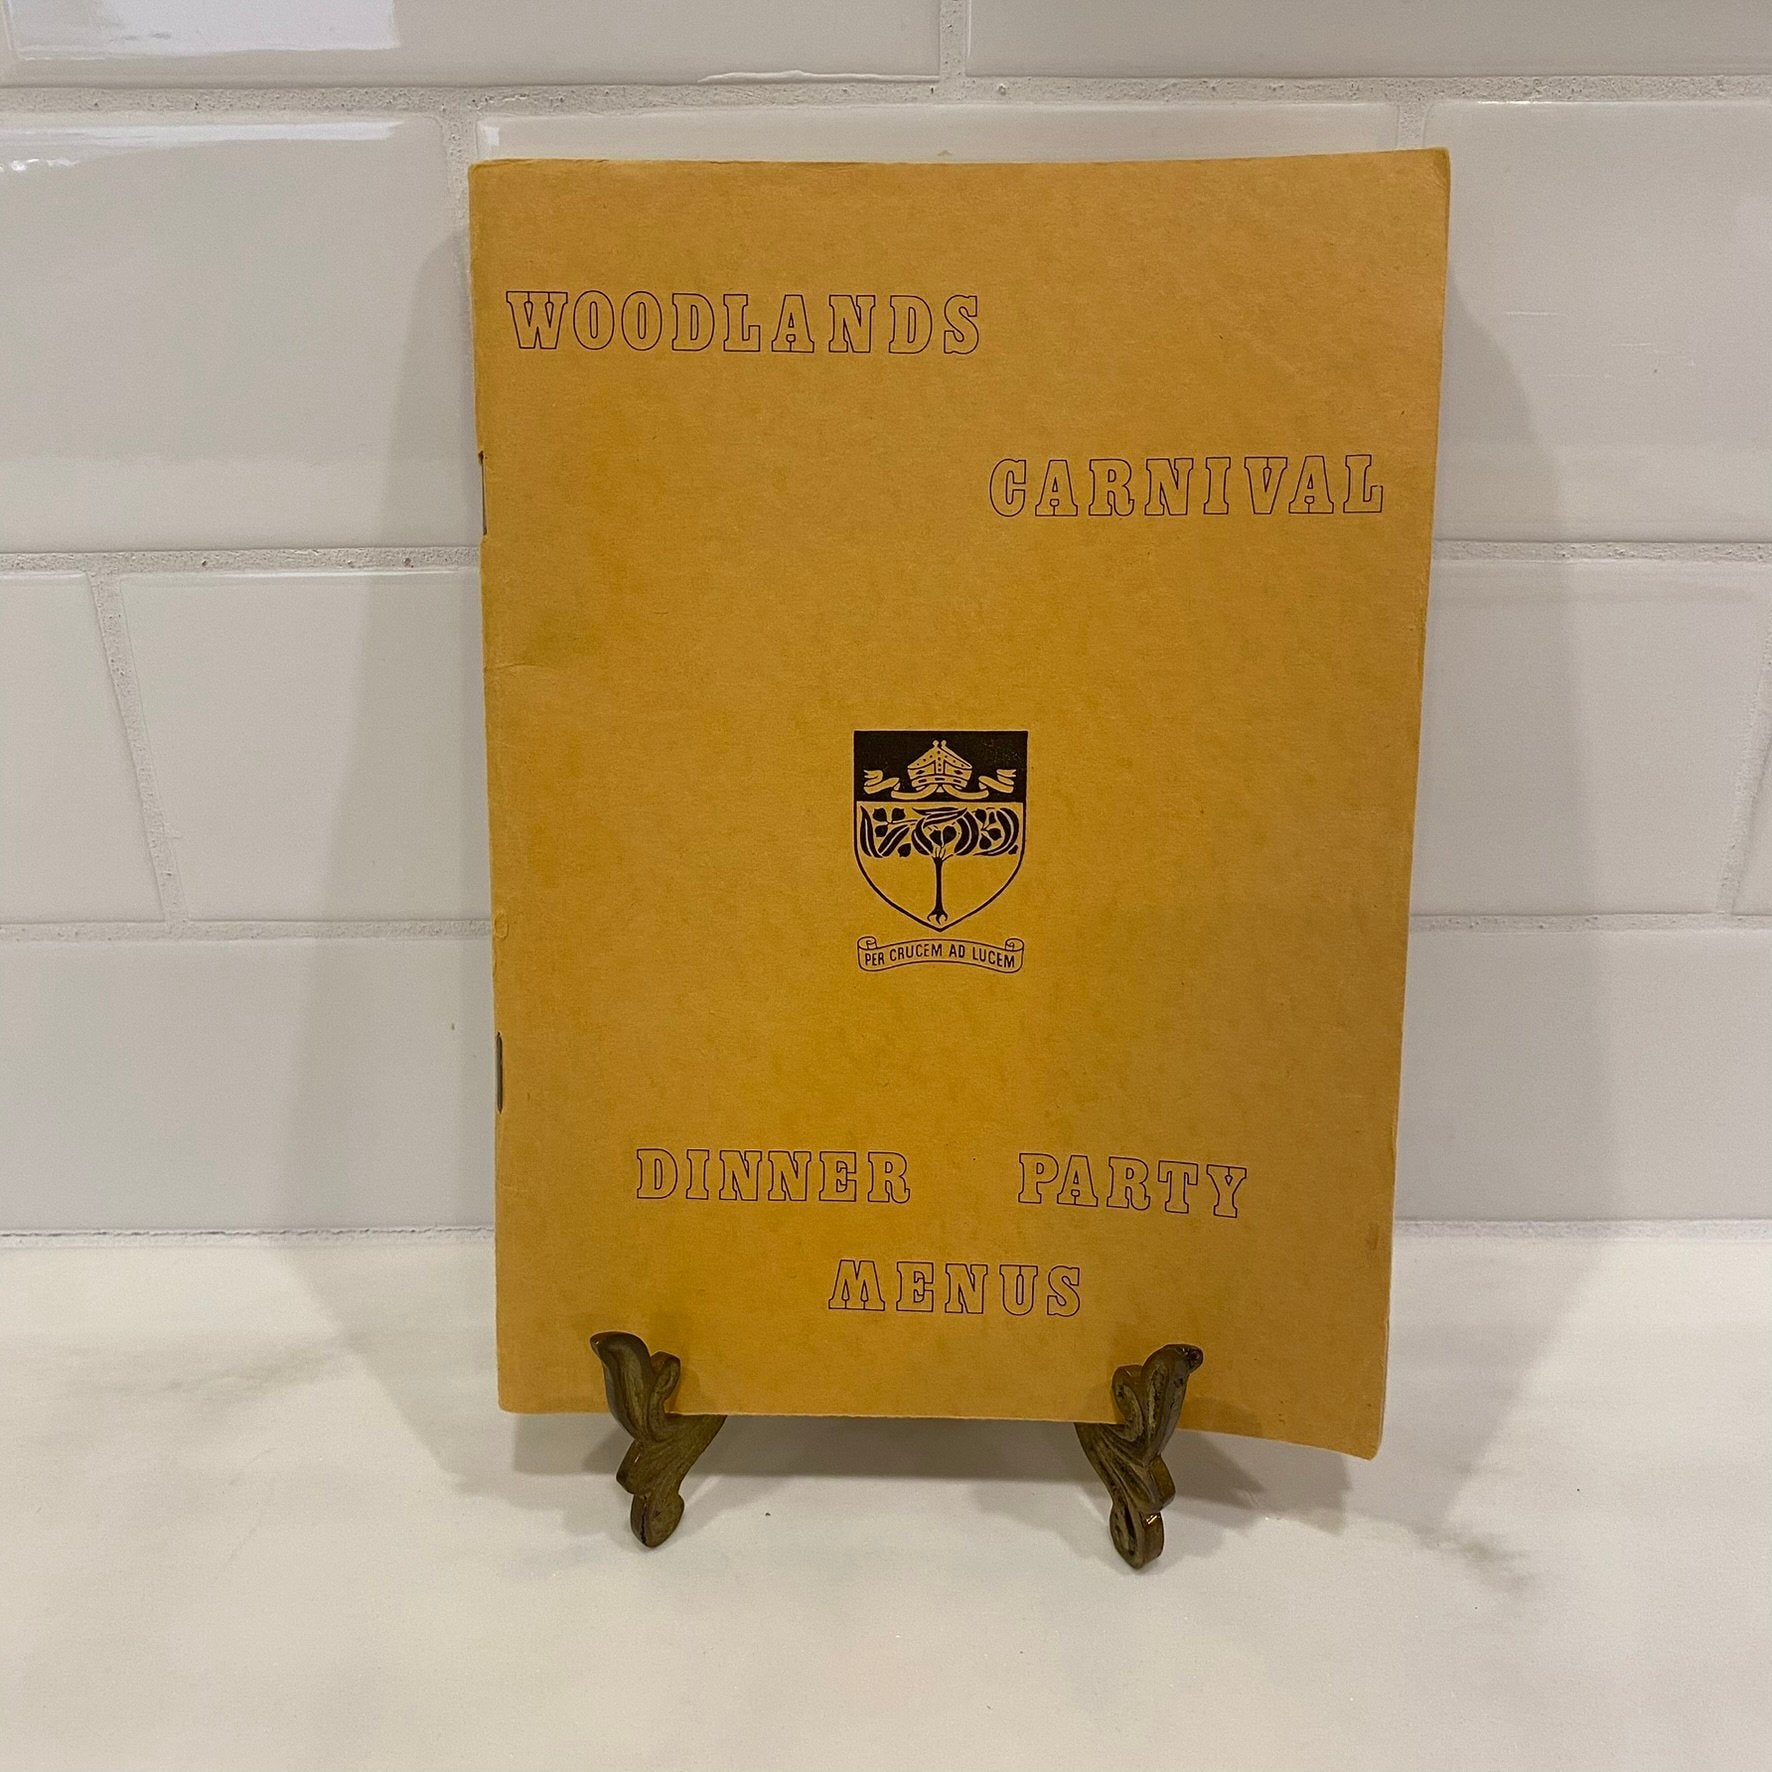 WOODLANDS
CARNIVAL
PER CRUCEM AD LUCEM
DINNER PARTY
MENUS